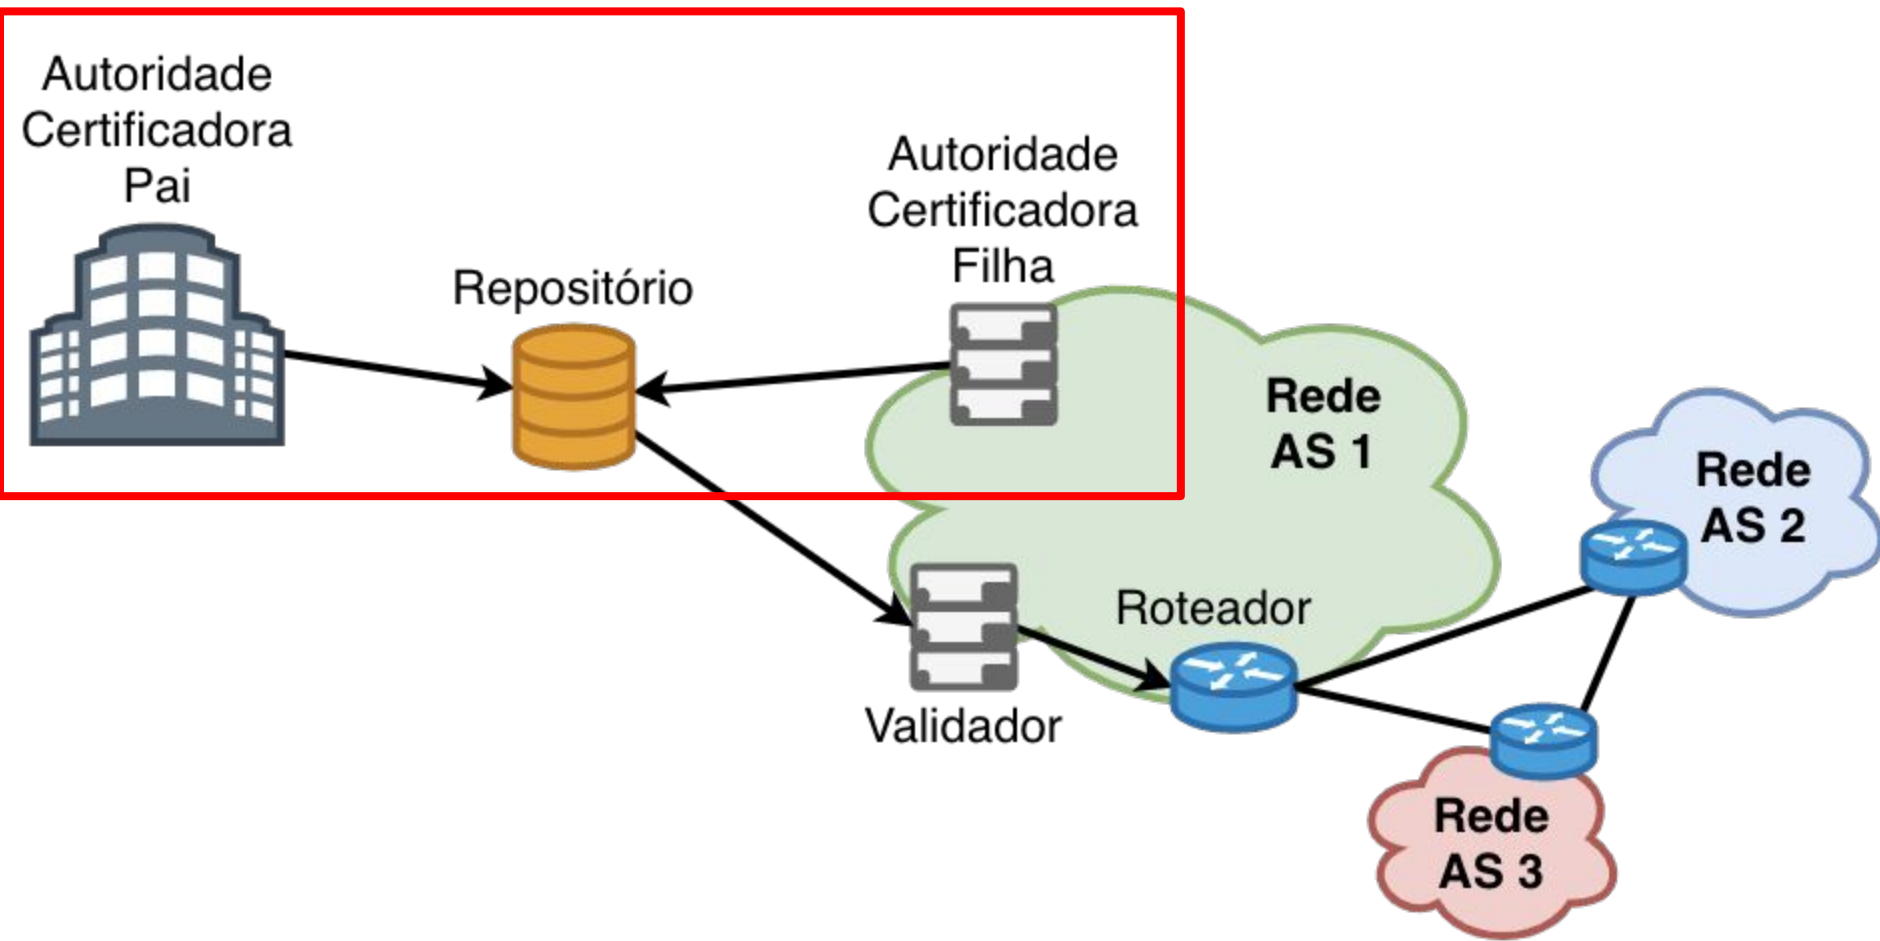 Autoridade
Certificadora
Pai
Autoridade
Certificadora
Filha
Repositório
Rede
AS 1
Rede
AS 2
Roteador
Validador
Rede
AS 3